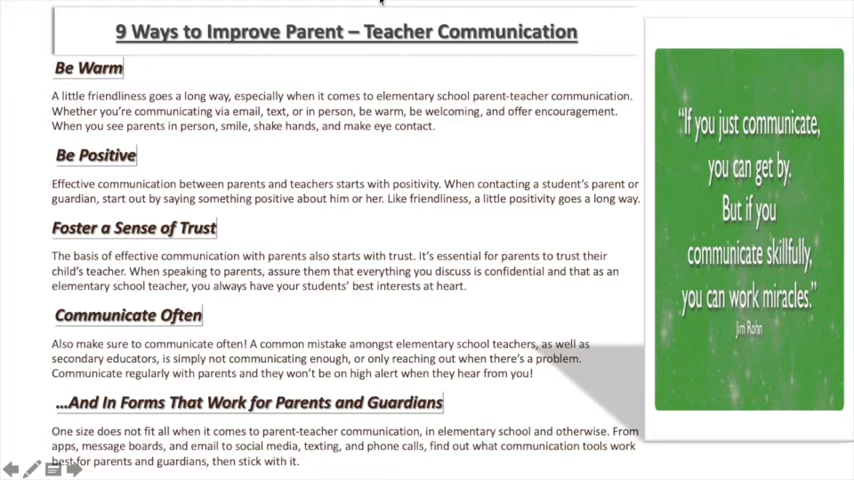 9 Ways to Improve Parent – Teacher Communication
Be Warm
A little friendliness goes a long way, especially when it comes to elementary school parent-teacher communication.
Whether you're communicating via email, text, or in person, be warm, be welcoming, and offer encouragement.
When you see parents in person, smile, shake hands, and make eye contact.
Be Positive
Effective communication between parents and teachers starts with positivity. When contacting a student's parent or
guardian, start out by saying something positive about him or her. Like friendliness, a little positivity goes a long way.
Foster a Sense of Trust
The basis of effective communication with parents also starts with trust. It's essential for parents to trust their
child's teacher. When speaking to parents, assure them that everything you discuss is confidential and that as an
elementary school teacher, you always have your students' best interests at heart.
Communicate Often
Also make sure to communicate often! A common mistake amongst elementary school teachers, as well as
secondary educators, is simply not communicating enough, or only reaching out when there's a problem.
Communicate regularly with parents and they won't be on high alert when they hear from you!
...And In Forms That Work for Parents and Guardians
One size does not fit all when it comes to parent-teacher communication, in elementary school and otherwise. From
apps, message boards, and email to social media, texting, and phone calls, find out what communication tools work
best for parents and guardians, then stick with it.
"If you just communicate,
you can get by.
But if you
communicate skillfully,
you can work miracles."
Jim Rohn